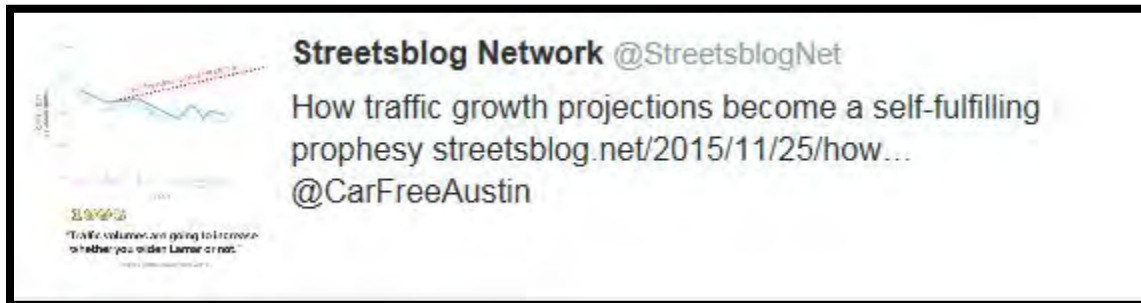 Streetsblog Network @StreetsblogNet
How traffic growth projections become a self-fulfilling
prophesy streetsblog.net/2015/11/25/how...
@CarFreeAustin
"Traffic volumes are going to increase
whether you widen Lamar or not."